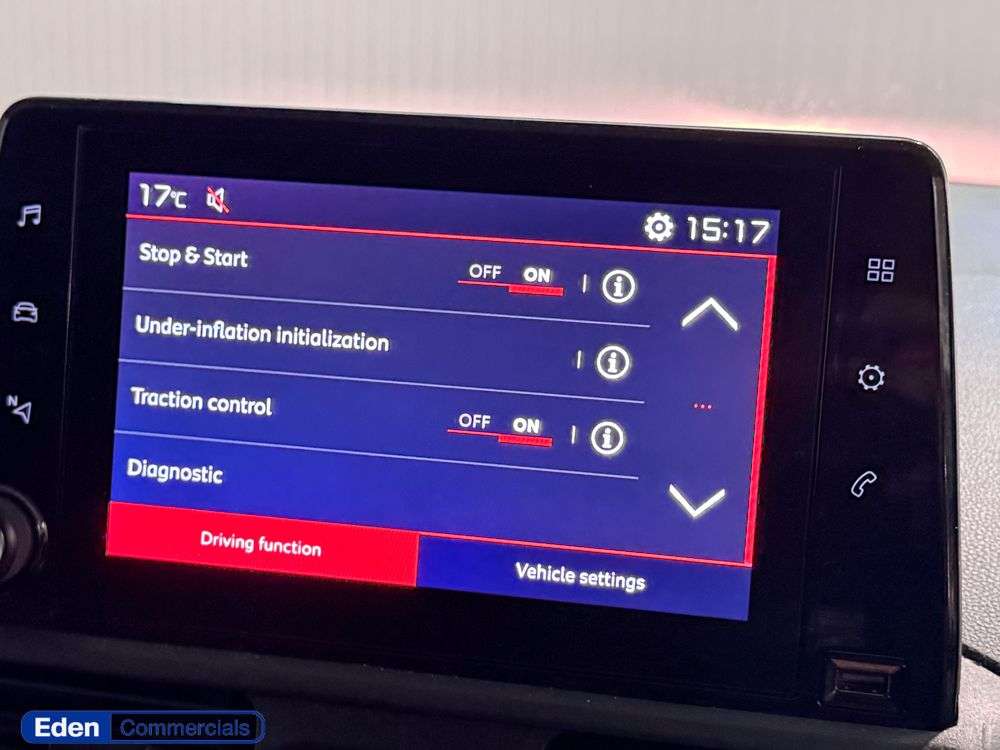 17°C
15:17
Stop & Start
OFF ON
Under-inflation initialization
Traction control
OFF ON
Diagnostic
Driving function
Vehicle settings
N
Eden Commercials